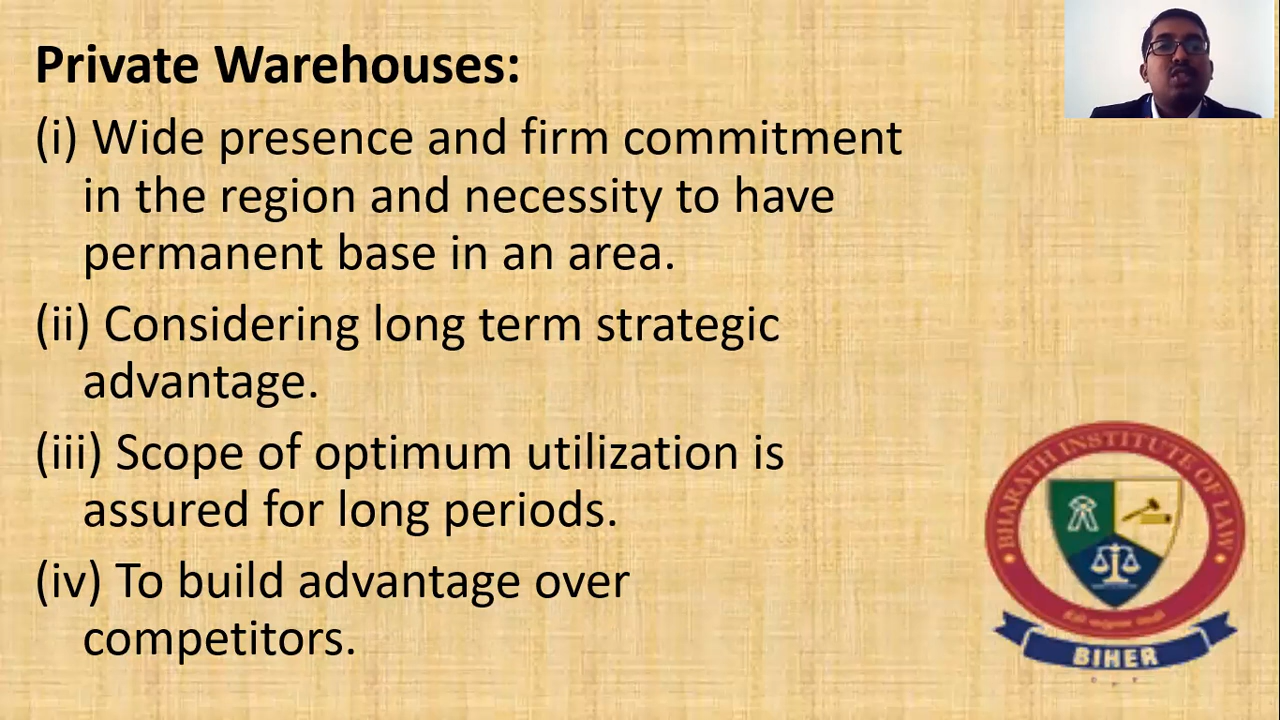 Private Warehouses:
(i) Wide presence and firm commitment
in the region and necessity to have
permanent base in an area.
(ii) Considering long term strategic
advantage.
(iii) Scope of optimum utilization is
assured for long periods.
(iv) To build advantage over
competitors.
BHARATH INSTITUTE OF LAW
BIHER